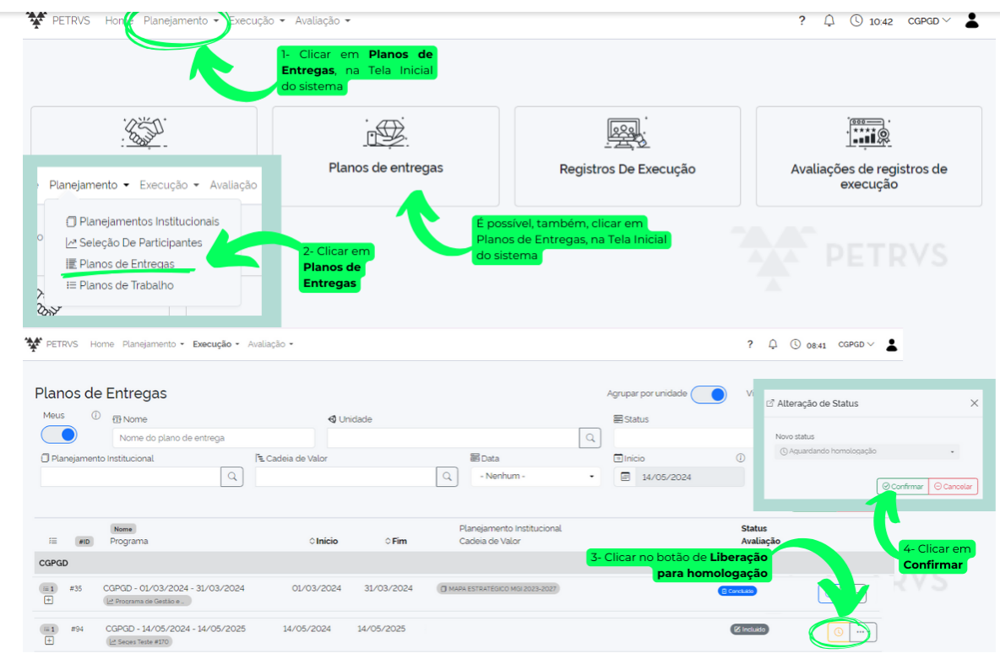 PETRVS Home Planejamento Execução Avaliação ? 10:42 CGPGD
1- Clicar em Planos de
Entregas, na Tela Inicial
do sistema
Planos de entregas
Registros De Execução
Avaliações de registros de
execução
Planejamento Execução Avaliação
Planejamentos Institucionais
Seleção De Participantes
Planos de Entregas
Planos de Trabalho
2- Clicar em
Planos de
Entregas
É possível, também, clicar em
Planos de Entregas, na Tela Inicial
do sistema
PETRVS
PETRVS Home Planejamento Execução Avaliação ? 08:41 CGPGD
Planos de Entregas
Agrupar por unidade
Meus
Nome
Unidade
Status
Nome do plano de entrega
Planejamento Institucional
Cadeia de Valor
Data
Início
- Nenhum -
14/05/2024
Alteração de Status
Novo status
Aguardando homologação
Confirmar Cancelar
4- Clicar em
Confirmar
3- Clicar no botão de Liberação
para homologação
#ID
Nome
Programa
Início
Fim
Planejamento Institucional
Cadeia de Valor
Status
Avaliação
CGPGD
1 #35 CGPGD - 01/03/2024 - 31/03/2024 01/03/2024 31/03/2024 MAPA ESTRATÉGICO MGI 2023-2027 Concluído
Programa de Gestão e ...
1 #94 CGPGD - 14/05/2024 - 14/05/2025 14/05/2024 14/05/2025 Incluído
Seges Teste #170